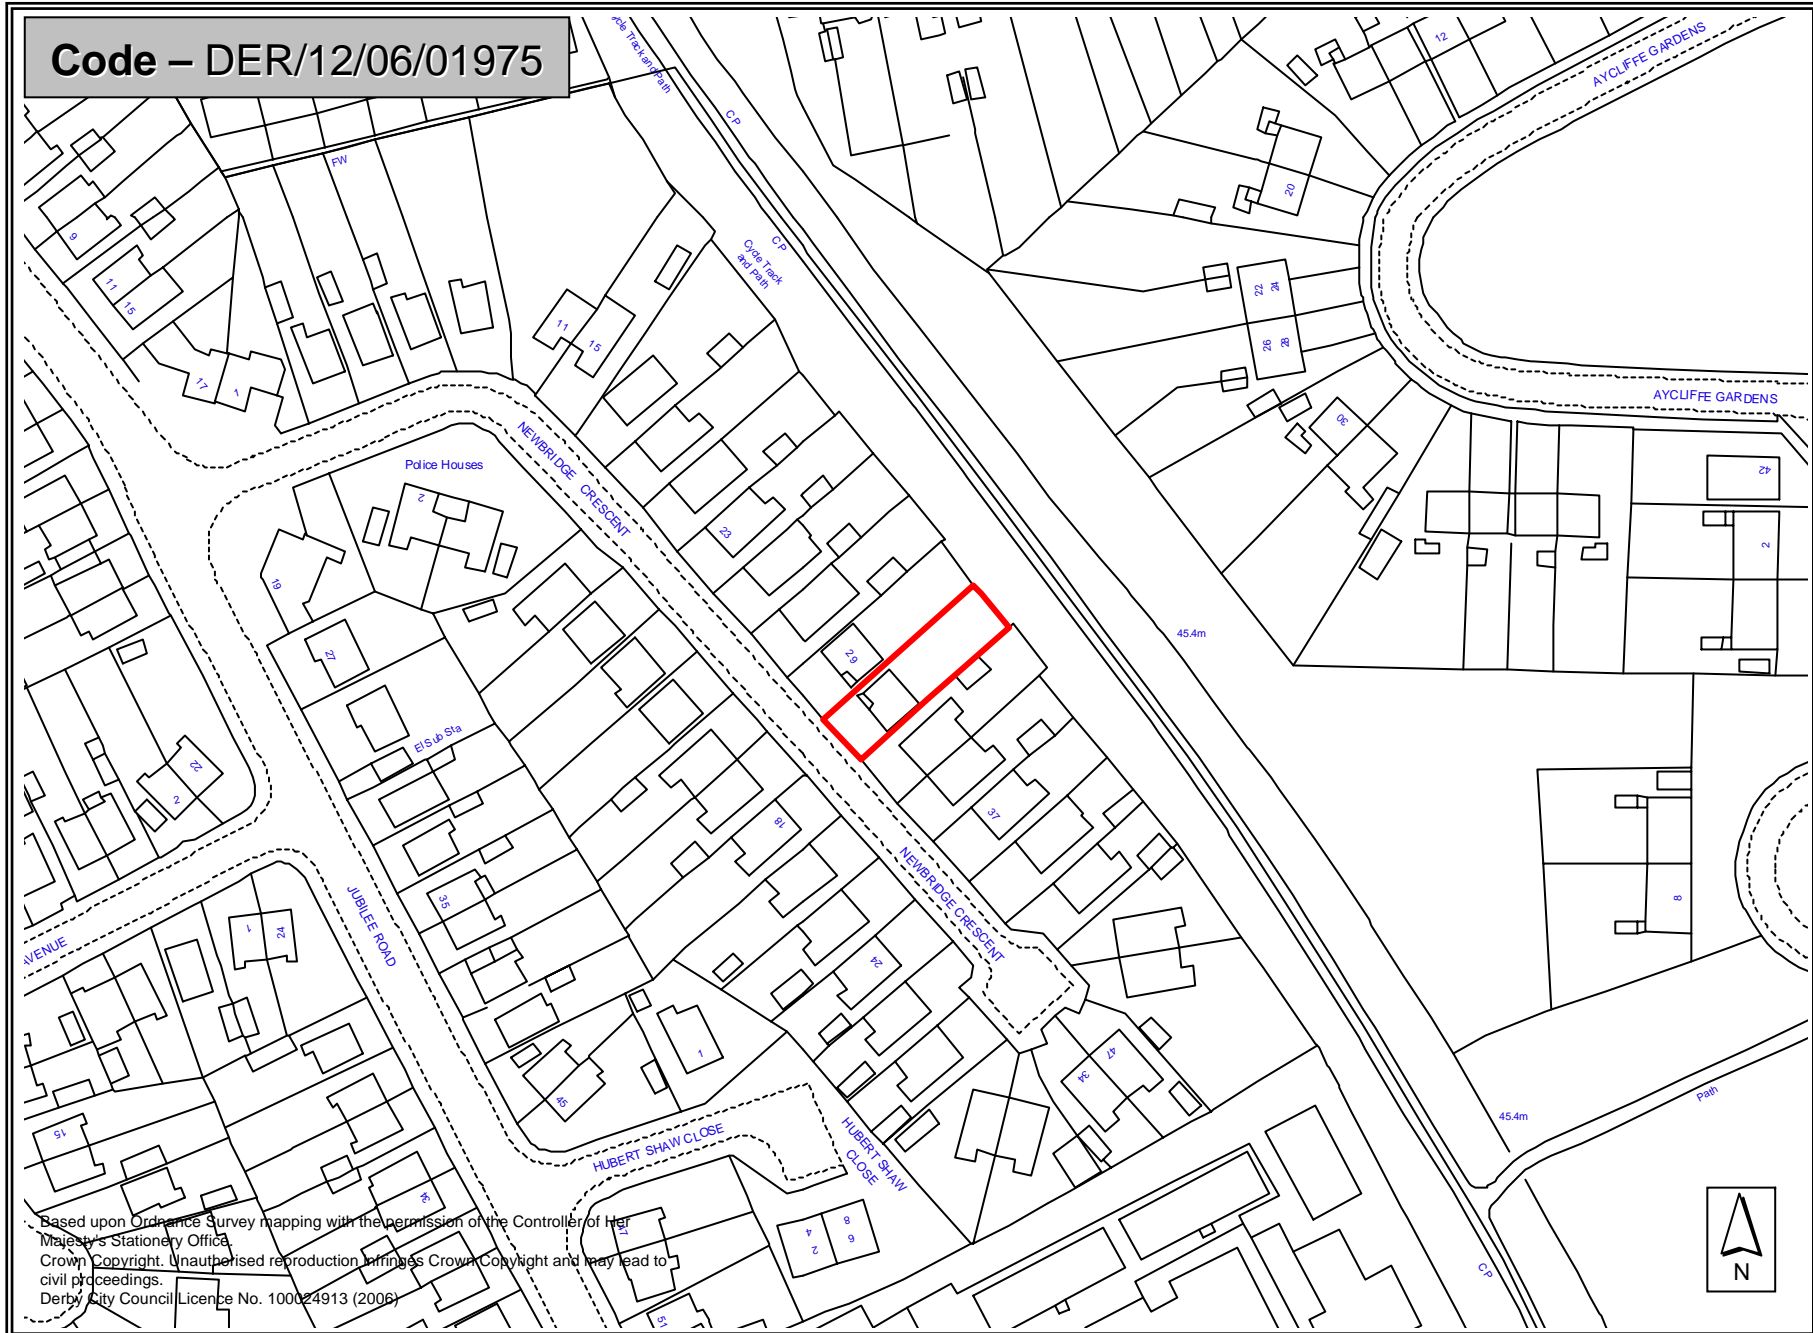 Code – DER/12/06/01975
Cycle Track and Path
CP
12
AYCLIFFE GARDENS
FW
20
9
CP
Cycle Track
and Path
11
15
22
24
26
28
11
15
17
1
AYCLIFFE GARDENS
30
NEWBRIDGE CRESCENT
Police Houses
2
42
23
2
19
45.4m
27
29
El Sub Sta
22
2
37
18
NEWBRIDGE CRESCENT
JUBILEE ROAD
35
8
1
24
AVENUE
24
1
47
34
45
45.4m
Path
15
HUBERT SHAW CLOSE
HUBERT SHAW
CLOSE
34
47
4
2
8
6
CP
51
N
Based upon Ordnance Survey mapping with the permission of the Controller of Her
Majesty's Stationery Office.
Crown Copyright. Unauthorised reproduction infringes Crown Copyright and may lead to
civil proceedings.
Derby City Council Licence No. 100024913 (2006)